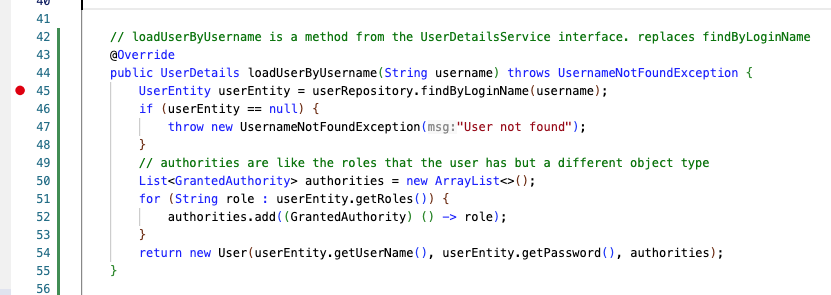 40
41
42 // loadUserByUsername is a method from the UserDetailsService interface. replaces findByLoginName
43 @Override
44 public UserDetails loadUserByUsername(String username) throws UsernameNotFoundException {
45 UserEntity userEntity = userRepository.findByLoginName(username);
46 if (userEntity == null) {
47 throw new UsernameNotFoundException(msg:"User not found");
48 }
49 // authorities are like the roles that the user has but a different object type
50 List<GrantedAuthority> authorities = new ArrayList<>();
51 for (String role : userEntity.getRoles()) {
52 authorities.add((GrantedAuthority) () -> role);
53 }
54 return new User(userEntity.getUserName(), userEntity.getPassword(), authorities);
55 }
56